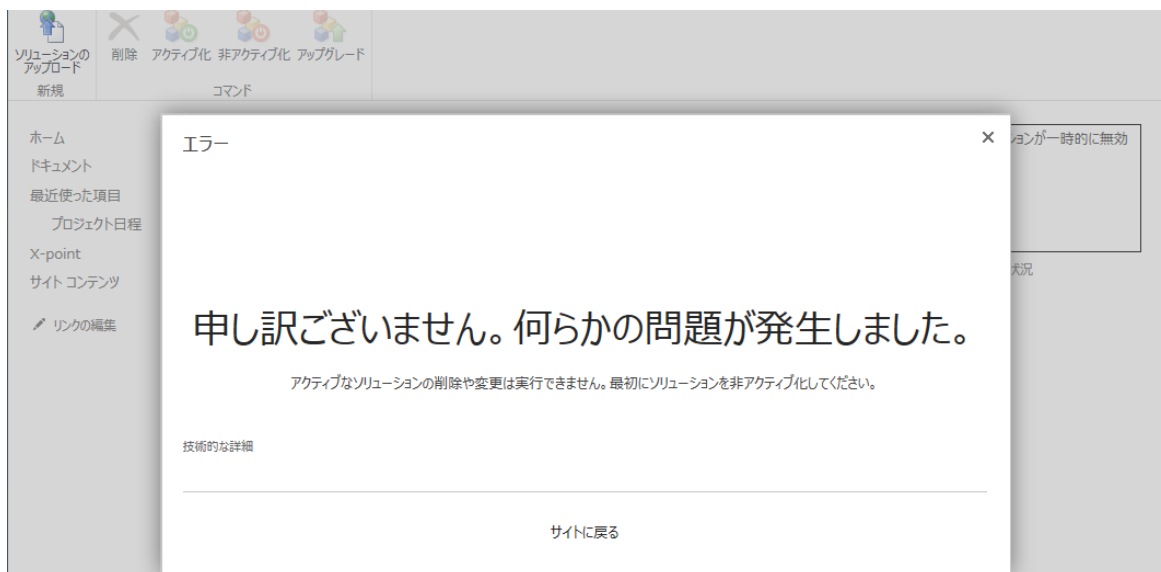 ソリューションの
アップロード
削除 アクティブ化 非アクティブ化 アップグレード
新規
コマンド
ホーム
ドキュメント
最近使った項目
プロジェクト日程
X-point
サイト コンテンツ
リンクの編集
エラー
ションが一時的に無効
状況
申し訳ございません。何らかの問題が発生しました。
アクティブなソリューションの削除や変更は実行できません。最初にソリューションを非アクティブ化してください。
技術的な詳細
サイトに戻る